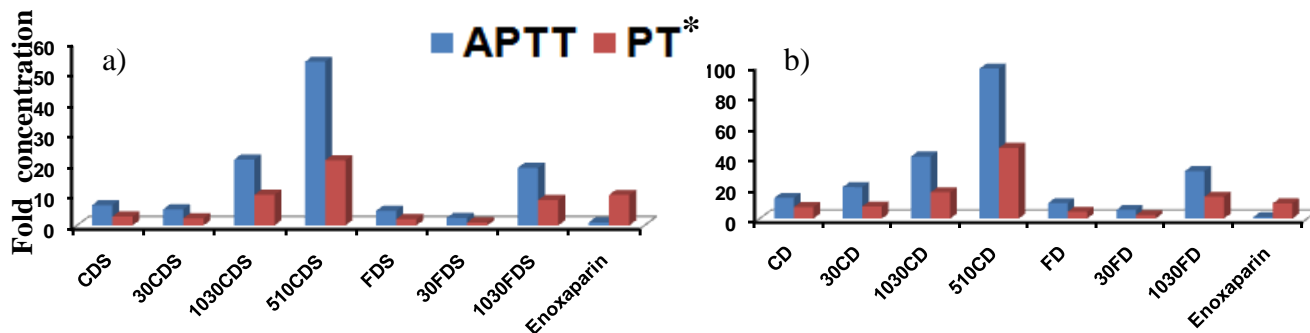 Fold concentration
a)
APTT PT*
60
50
40
30
20
10
0
CDS
30CDS
1030CDS
510CDS
FDS
30FDS
1030FDS
Enoxaparin
b)
100
80
60
40
20
0
CD
30CD
1030CD
510CD
FD
30FD
1030FD
Enoxaparin